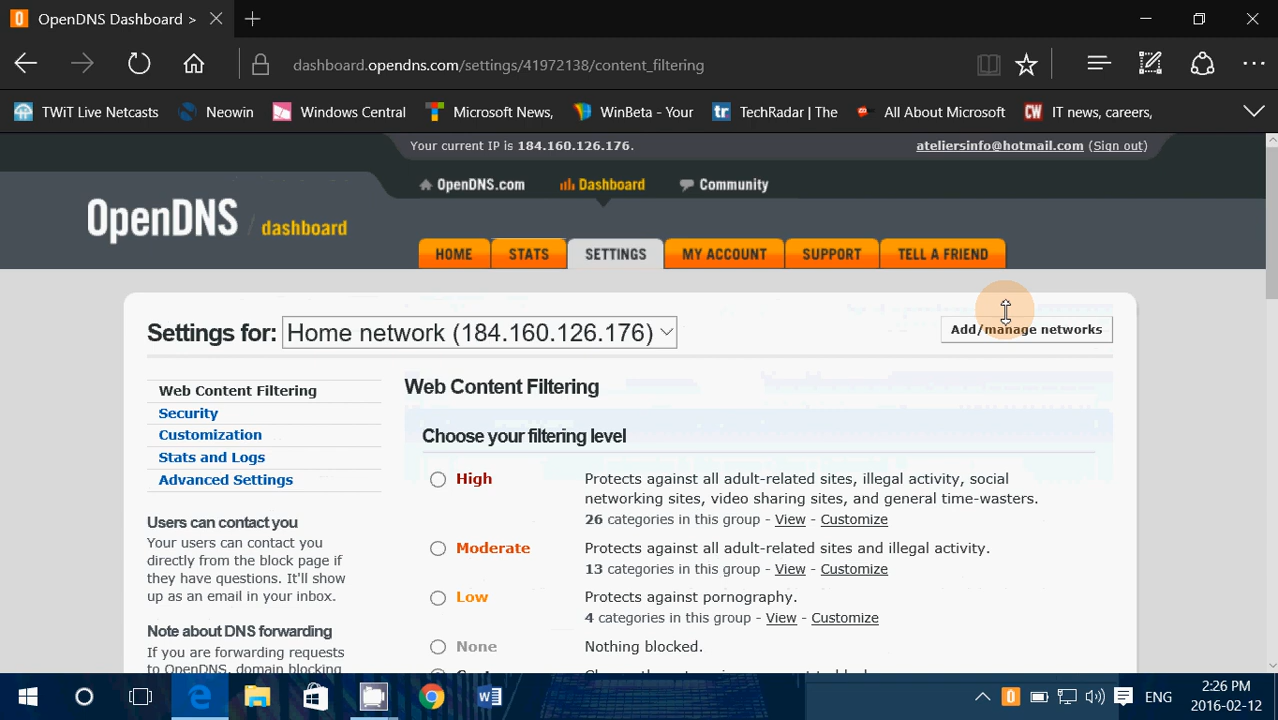 OpenDNS Dashboard >
dashboard.opendns.com/settings/41972138/content_filtering
TWiT Live Netcasts
Neowin
Windows Central
Microsoft News,
WinBeta - Your
TechRadar | The
All About Microsoft
IT news, careers,
Your current IP is 184.160.126.176.
ateliersinfo@hotmail.com (Sign out)
OpenDNS.com
Dashboard
Community
OpenDNS / dashboard
HOME
STATS
SETTINGS
MY ACCOUNT
SUPPORT
TELL A FRIEND
Settings for: Home network (184.160.126.176)
Add/manage networks
Web Content Filtering
Security
Customization
Stats and Logs
Advanced Settings
Users can contact you
Your users can contact you
directly from the block page if
they have questions. It'll show
up as an email in your inbox.
Note about DNS forwarding
If you are forwarding requests
to OpenDNS, domain blocking
Web Content Filtering
Choose your filtering level
High
Protects against all adult-related sites, illegal activity, social
networking sites, video sharing sites, and general time-wasters.
26 categories in this group - View - Customize
Moderate
Protects against all adult-related sites and illegal activity.
13 categories in this group - View - Customize
Low
Protects against pornography.
4 categories in this group - View - Customize
None
Nothing blocked.
ENG
2:26 PM
2016-02-12